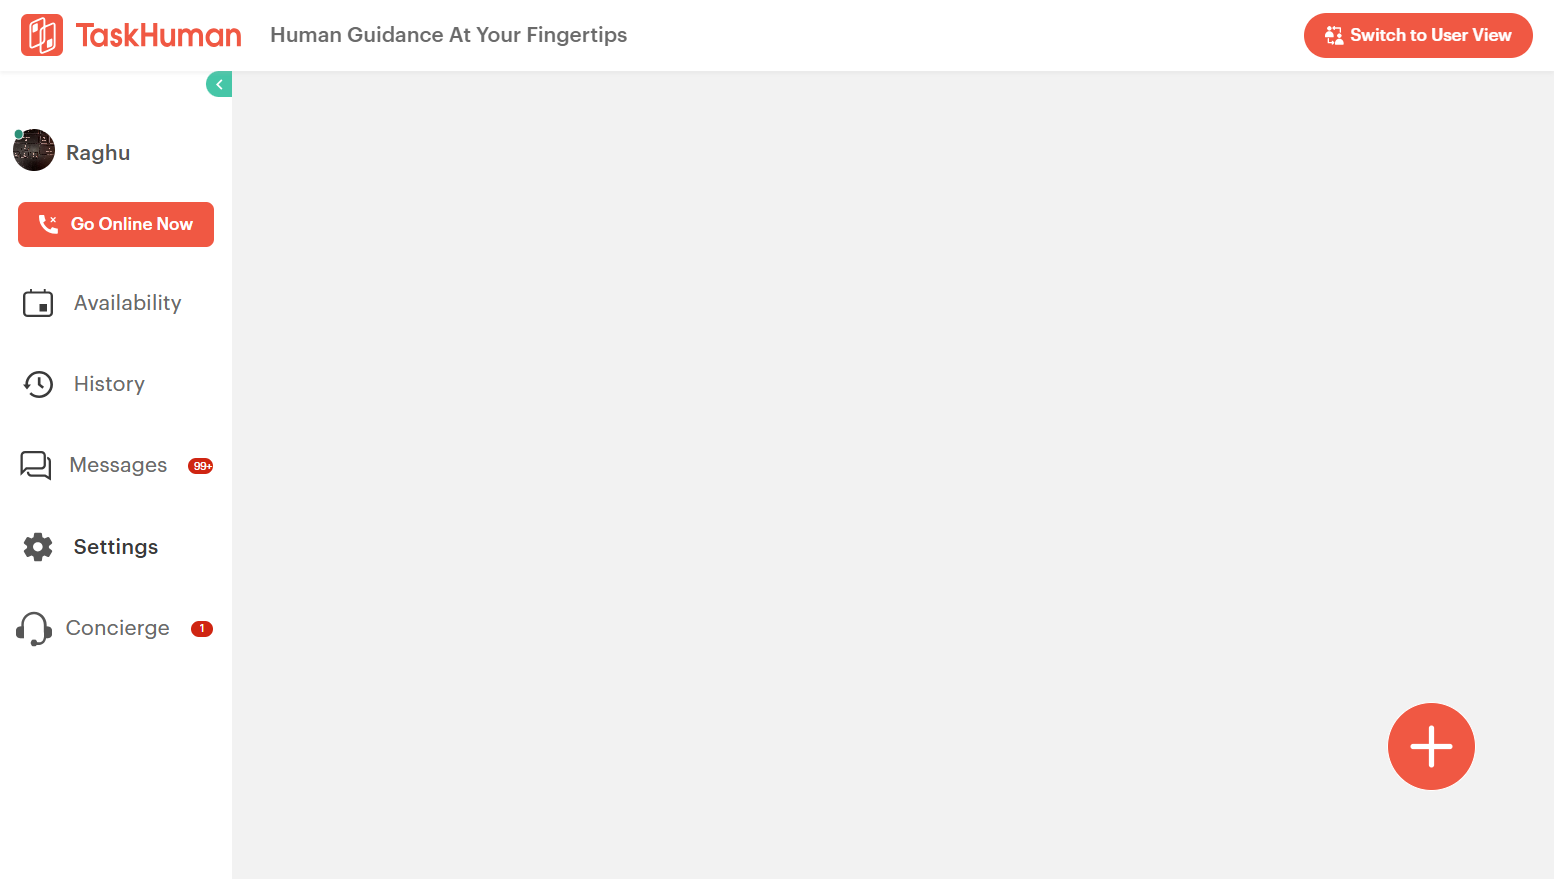 TaskHuman
Human Guidance At Your Fingertips
Switch to User View
Raghu
Go Online Now
Availability
History
Messages 99+
Settings
Concierge 1